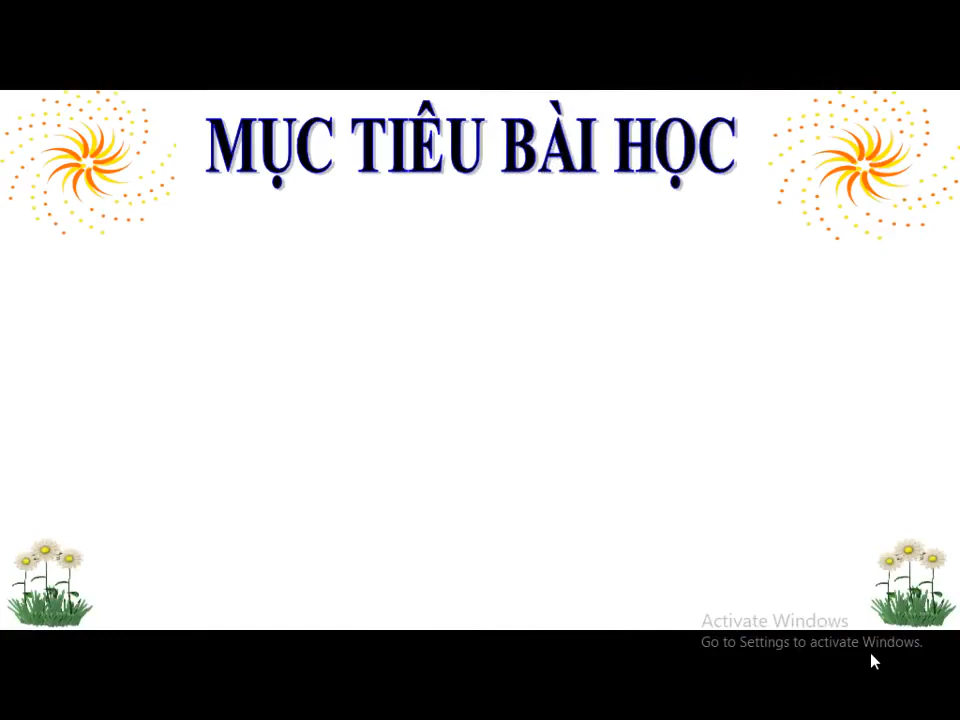 MỤC TIÊU BÀI HỌC
Activate Windows
Go to Settings to activate Windows.